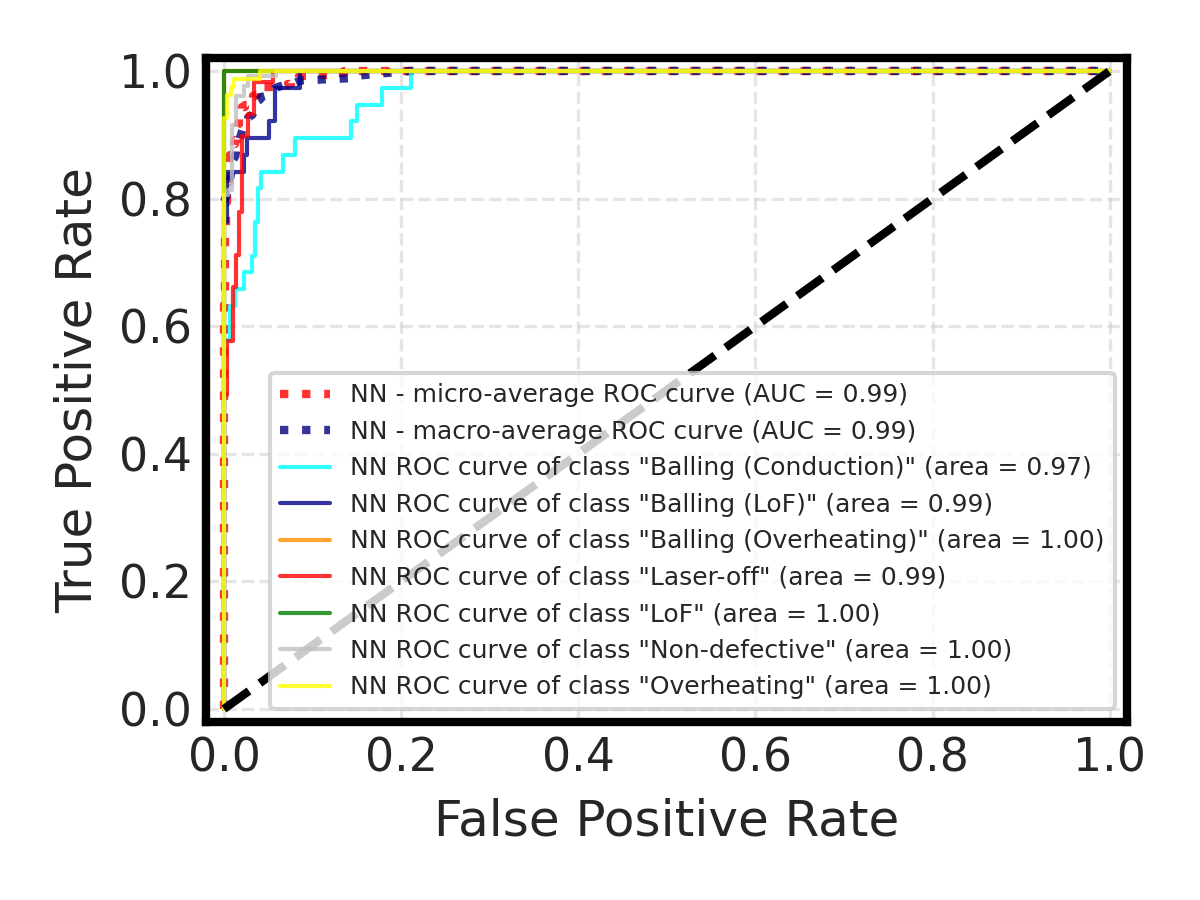 1.0
0.8
0.6
0.4
0.2
0.0
True Positive Rate
NN - micro-average ROC curve (AUC = 0.99)
NN - macro-average ROC curve (AUC = 0.99)
NN ROC curve of class "Balling (Conduction)" (area = 0.97)
NN ROC curve of class "Balling (LoF)" (area = 0.99)
NN ROC curve of class "Balling (Overheating)" (area = 1.00)
NN ROC curve of class "Laser-off" (area = 0.99)
NN ROC curve of class "LoF" (area = 1.00)
NN ROC curve of class "Non-defective" (area = 1.00)
NN ROC curve of class "Overheating" (area = 1.00)
0.0 0.2 0.4 0.6 0.8 1.0
False Positive Rate